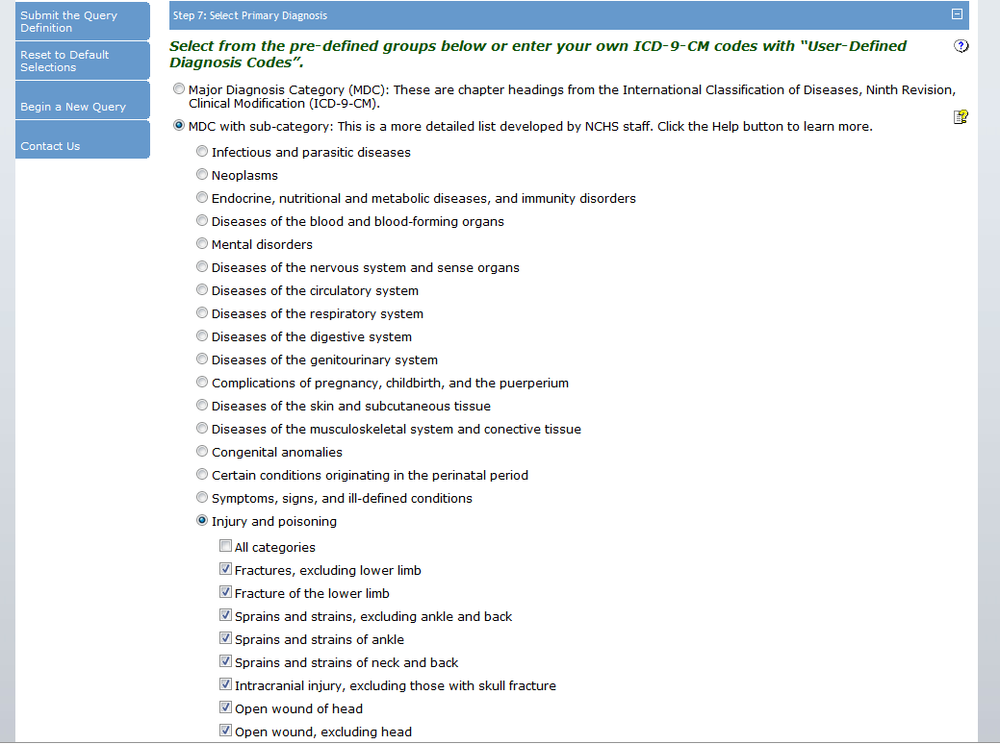 Submit the Query
Definition
Reset to Default
Selections
Begin a New Query
Contact Us
Step 7: Select Primary Diagnosis
Select from the pre-defined groups below or enter your own ICD-9-CM codes with “User-Defined
Diagnosis Codes”.
Major Diagnosis Category (MDC): These are chapter headings from the International Classification of Diseases, Ninth Revision,
Clinical Modification (ICD-9-CM).
MDC with sub-category: This is a more detailed list developed by NCHS staff. Click the Help button to learn more.
Infectious and parasitic diseases
Neoplasms
Endocrine, nutritional and metabolic diseases, and immunity disorders
Diseases of the blood and blood-forming organs
Mental disorders
Diseases of the nervous system and sense organs
Diseases of the circulatory system
Diseases of the respiratory system
Diseases of the digestive system
Diseases of the genitourinary system
Complications of pregnancy, childbirth, and the puerperium
Diseases of the skin and subcutaneous tissue
Diseases of the musculoskeletal system and conective tissue
Congenital anomalies
Certain conditions originating in the perinatal period
Symptoms, signs, and ill-defined conditions
Injury and poisoning
All categories
Fractures, excluding lower limb
Fracture of the lower limb
Sprains and strains, excluding ankle and back
Sprains and strains of ankle
Sprains and strains of neck and back
Intracranial injury, excluding those with skull fracture
Open wound of head
Open wound, excluding head